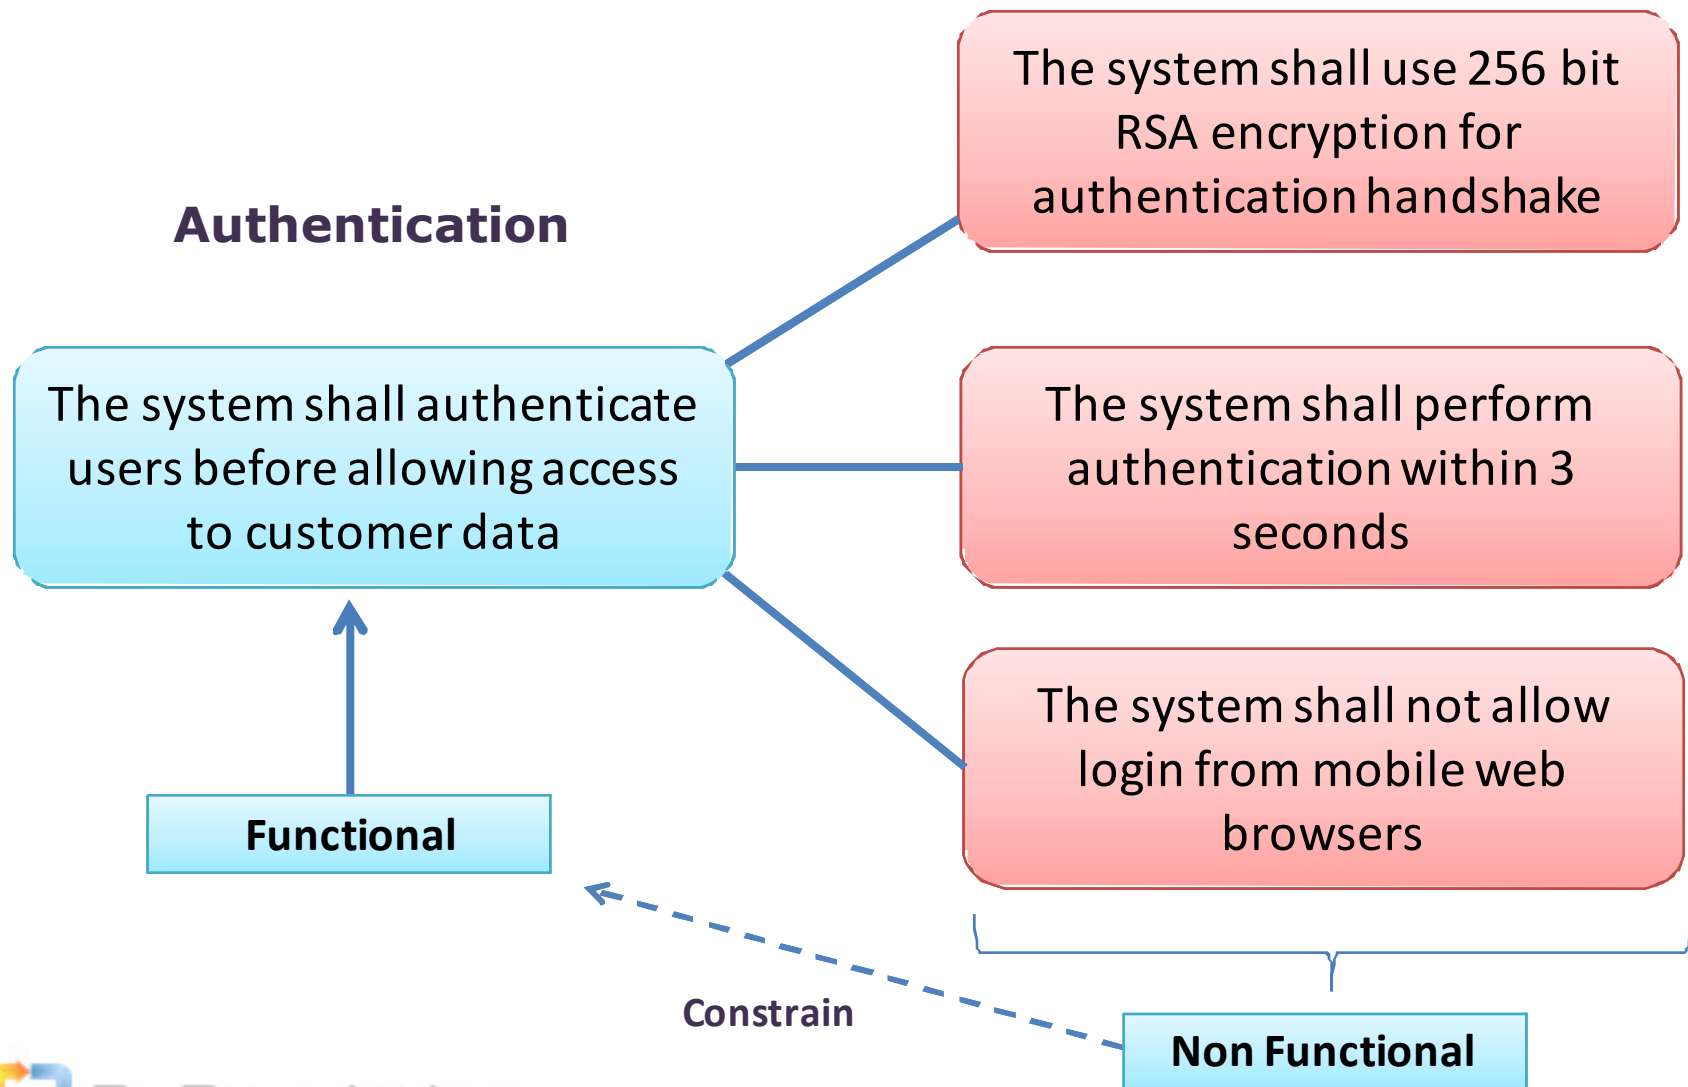 Authentication
The system shall use 256 bit
RSA encryption for
authentication handshake
The system shall authenticate
users before allowing access
to customer data
The system shall perform
authentication within 3
seconds
The system shall not allow
login from mobile web
browsers
Functional
Constrain
Non Functional